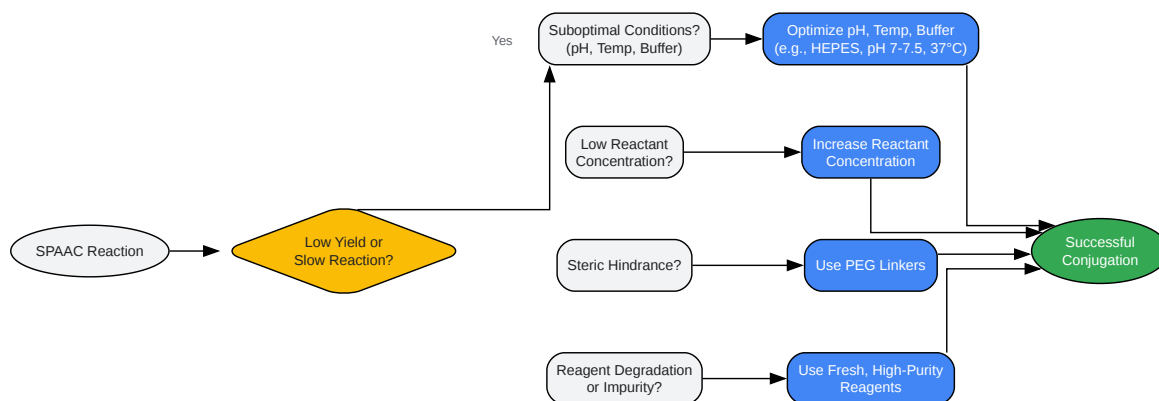 Yes
Suboptimal Conditions?
(pH, Temp, Buffer)
Optimize pH, Temp, Buffer
(e.g., HEPES, pH 7-7.5, 37°C)
Low Reactant
Concentration?
Increase Reactant
Concentration
SPAAC Reaction
Low Yield or
Slow Reaction?
Steric Hindrance?
Use PEG Linkers
Successful
Conjugation
Reagent Degradation
or Impurity?
Use Fresh, High-Purity
Reagents